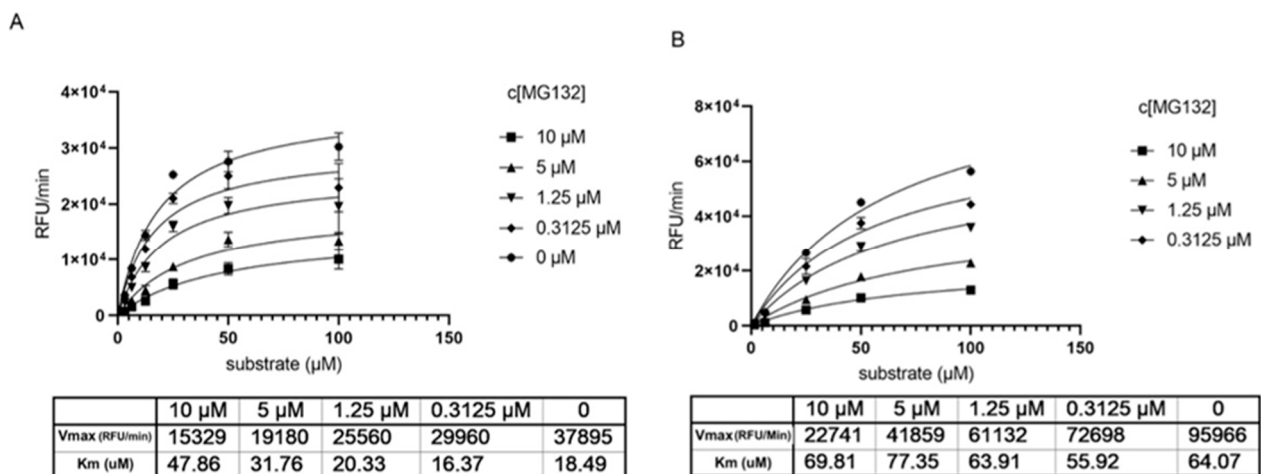 A
c[MG132]
10 µM
5 µM
1.25 µM
0.3125 µM
0 µM
4×10⁴
3×10⁴
2×10⁴
1×10⁴
0
RFU/min
0 50 100 150
substrate (µM)
10 µM 5 µM 1.25 µM 0.3125 µM 0
Vmax (RFU/min) 15329 19180 25560 29960 37895
Km (uM) 47.86 31.76 20.33 16.37 18.49
B
c[MG132]
10 µM
5 µM
1.25 µM
0.3125 µM
8×10⁴
6×10⁴
4×10⁴
2×10⁴
0
RFU/min
0 50 100 150
substrate (µM)
10 µM 5 µM 1.25 µM 0.3125 µM 0
Vmax (RFU/Min) 22741 41859 61132 72698 95966
Km (uM) 69.81 77.35 63.91 55.92 64.07